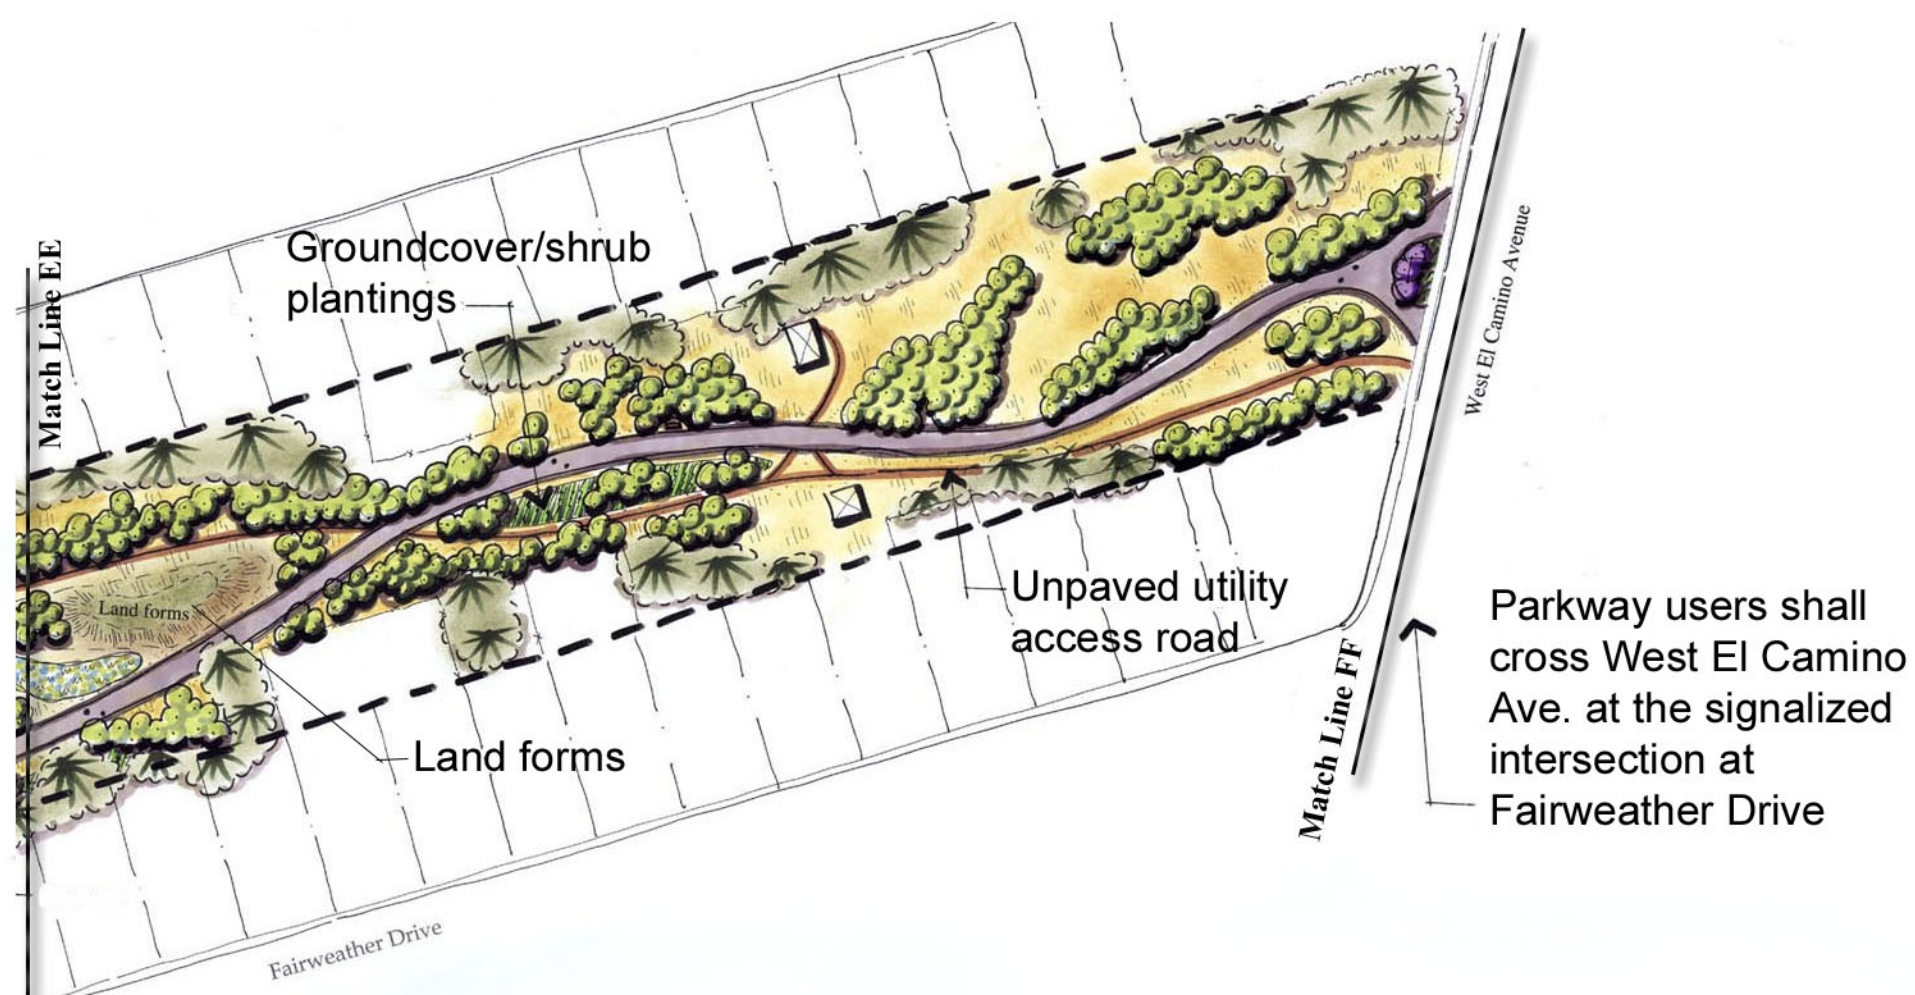 Match Line EE
Groundcover/shrub
plantings
West El Camino Avenue
Land forms
Unpaved utility
access road
Land forms
Match Line FF
Parkway users shall
cross West El Camino
Ave. at the signalized
intersection at
Fairweather Drive
Fairweather Drive